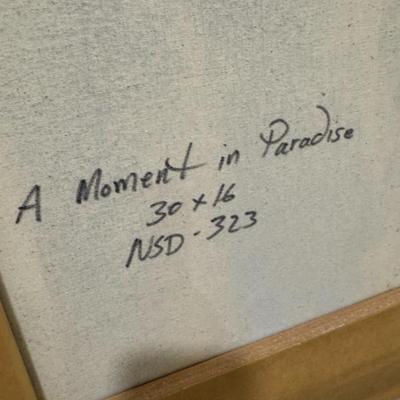 A Moment in Paradise
30 x 16
NSD - 323